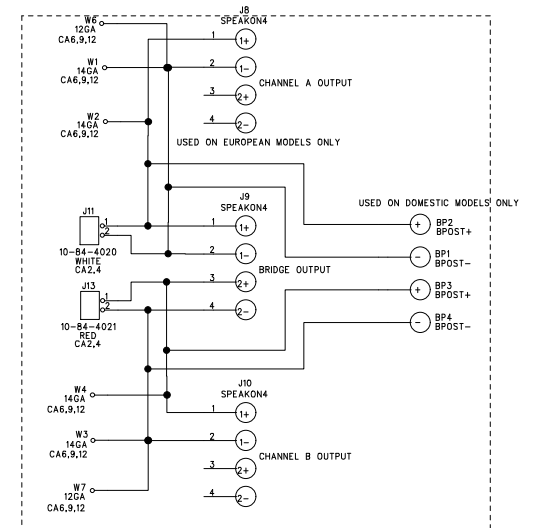 J8
SPEAKON4
W6
12GA
CA6,9,12
1
1+
W1
14GA
CA6,9,12
2
1-
CHANNEL A OUTPUT
3
2+
W2
14GA
CA6,9,12
4
2-
USED ON EUROPEAN MODELS ONLY
J9
SPEAKON4
USED ON DOMESTIC MODELS ONLY
J11
1
2
10-84-4020
WHITE
CA2,4
1
1+
+
BP2
BPOST+
2
1-
-
BP1
BPOST-
BRIDGE OUTPUT
3
2+
+
BP3
BPOST+
J13
1
2
10-84-4021
RED
CA2,4
4
2-
-
BP4
BPOST-
J10
SPEAKON4
W4
14GA
CA6,9,12
1
1+
W3
14GA
CA6,9,12
2
1-
CHANNEL B OUTPUT
3
2+
W7
12GA
CA6,9,12
4
2-